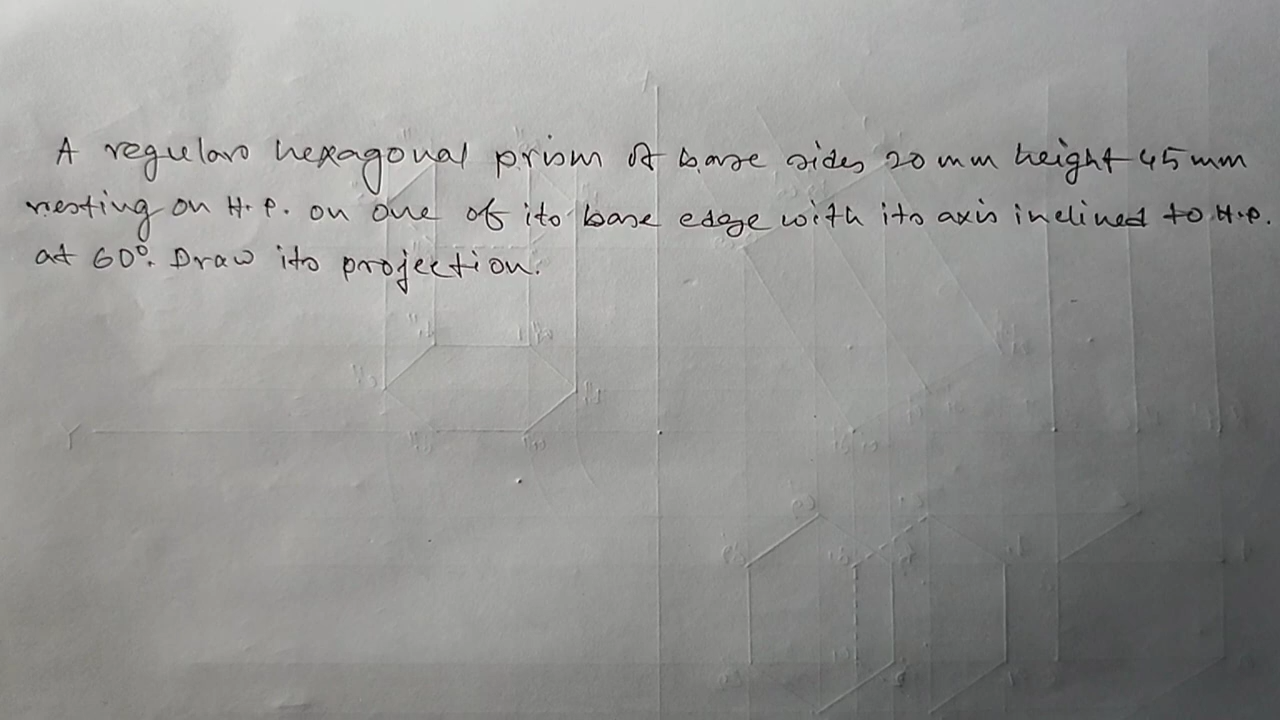 A regular hexagonal prism of base sides 20 mm height 45 mm
resting on H.P. on one of its base edge with its axis inclined to H.P.
at 60°. Draw its projection.
Y